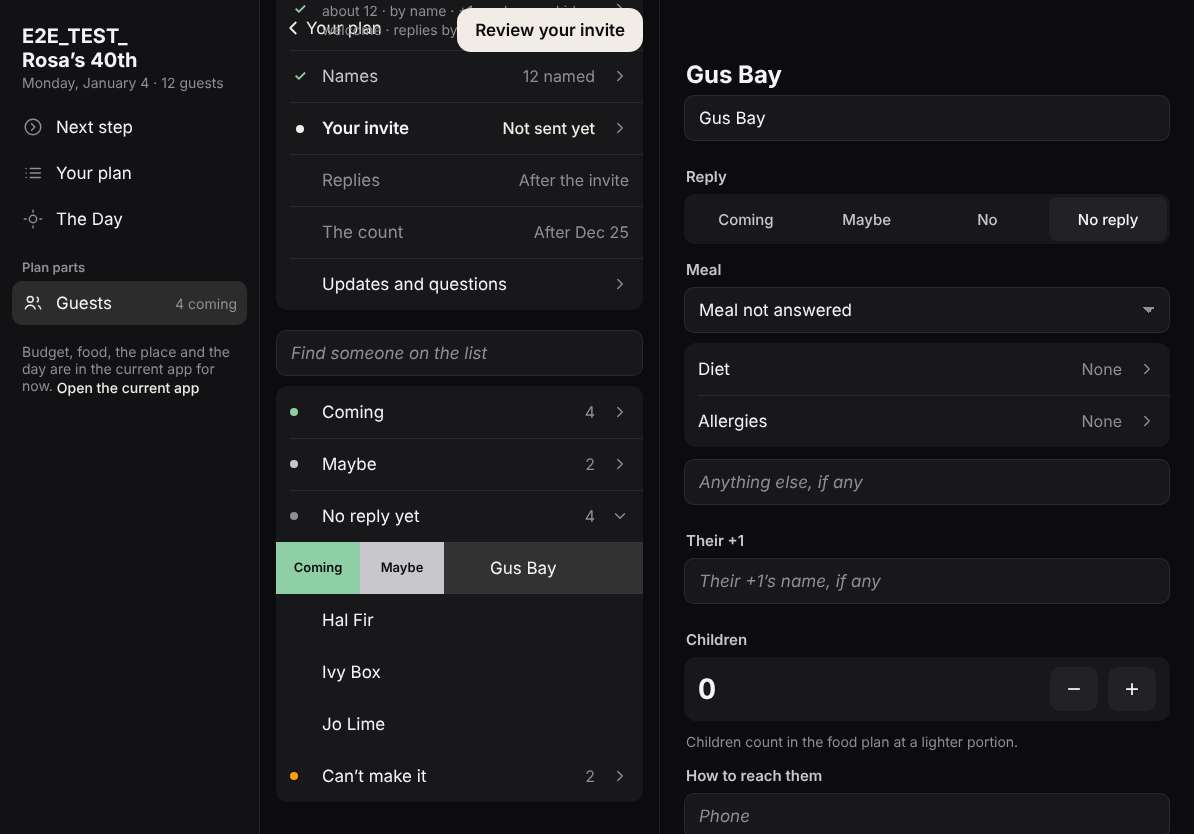 E2E_TEST_
Rosa’s 40th
Monday, January 4 · 12 guests
Next step
Your plan
The Day
Plan parts
Guests 4 coming
Budget, food, the place and the
day are in the current app for
now. Open the current app
about 12 · by name ·
Your plan
welcome · replies by
Review your invite
Names 12 named
Your invite Not sent yet
Replies After the invite
The count After Dec 25
Updates and questions
Find someone on the list
Coming 4
Maybe 2
No reply yet 4
Coming Maybe Gus Bay
Hal Fir
Ivy Box
Jo Lime
Can’t make it 2
Gus Bay
Gus Bay
Reply
Coming Maybe No No reply
Meal
Meal not answered
Diet None
Allergies None
Anything else, if any
Their +1
Their +1’s name, if any
Children
0 − +
Children count in the food plan at a lighter portion.
How to reach them
Phone